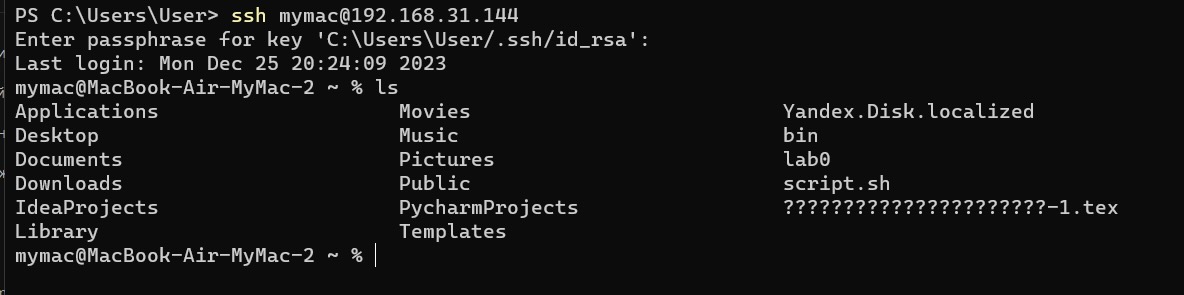 PS C:\Users\User> ssh mymac@192.168.31.144
Enter passphrase for key 'C:\Users\User/.ssh/id_rsa':
Last login: Mon Dec 25 20:24:09 2023
mymac@MacBook-Air-MyMac-2 ~ % ls
Applications Movies Yandex.Disk.localized
Desktop Music bin
Documents Pictures lab0
Downloads Public script.sh
IdeaProjects PycharmProjects ??????????????????????-1.tex
Library Templates
mymac@MacBook-Air-MyMac-2 ~ %